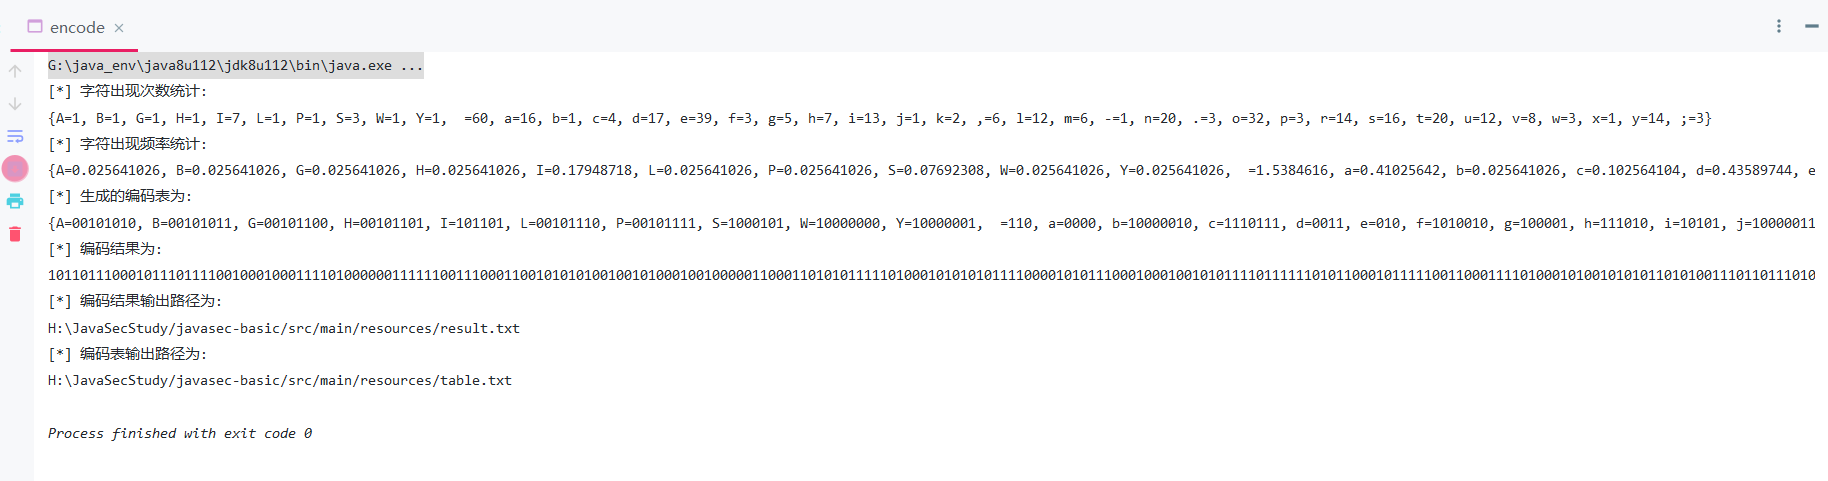 encode
G:\java_env\java8u112\jdk8u112\bin\java.exe ...
[*] 字符出现次数统计:
{A=1, B=1, G=1, H=1, I=7, L=1, P=1, S=3, W=1, Y=1,  =60, a=16, b=1, c=4, d=17, e=39, f=3, g=5, h=7, i=13, j=1, k=2, ,=6, l=12, m=6, -=1, n=20, .=3, o=32, p=3, r=14, s=16, t=20, u=12, v=8, w=3, x=1, y=14, ;=3}
[*] 字符出现频率统计:
{A=0.025641026, B=0.025641026, G=0.025641026, H=0.025641026, I=0.17948718, L=0.025641026, P=0.025641026, S=0.07692308, W=0.025641026, Y=0.025641026,  =1.5384616, a=0.41025642, b=0.025641026, c=0.102564104, d=0.43589744, e
[*] 生成的编码表为:
{A=00101010, B=00101011, G=00101100, H=00101101, I=101101, L=00101110, P=00101111, S=1000101, W=10000000, Y=10000001,  =110, a=0000, b=10000010, c=1110111, d=0011, e=010, f=1010010, g=100001, h=111010, i=10101, j=10000011
[*] 编码结果为:
[*] 编码结果输出路径为:
H:\JavaSecStudy/javasec-basic/src/main/resources/result.txt
[*] 编码表输出路径为:
H:\JavaSecStudy/javasec-basic/src/main/resources/table.txt
Process finished with exit code 0